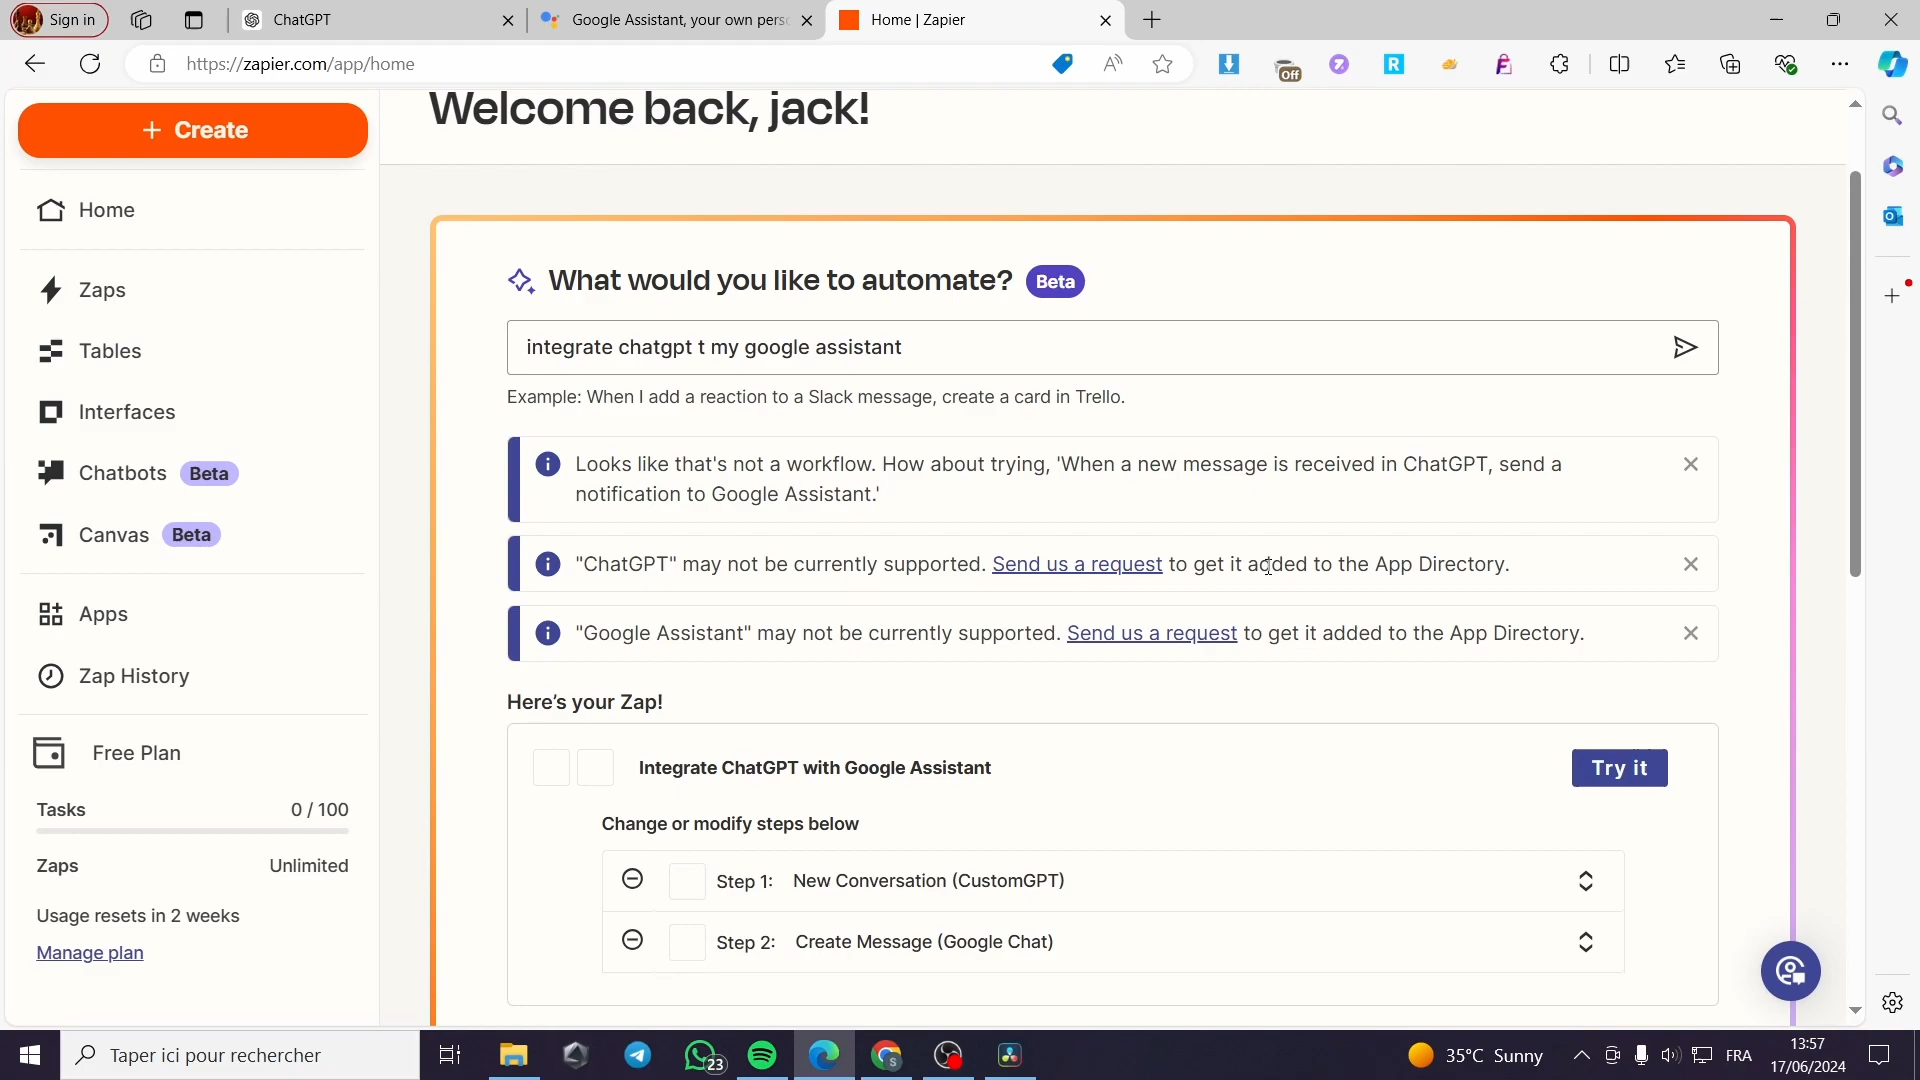 Sign in
ChatGPT
Google Assistant, your own pers
Home | Zapier
https://zapier.com/app/home
Off
+ Create
Home
Zaps
Tables
Interfaces
Chatbots Beta
Canvas Beta
Apps
Zap History
Free Plan
Tasks 0 / 100
Zaps Unlimited
Usage resets in 2 weeks
Manage plan
Welcome back, jack!
What would you like to automate? Beta
integrate chatgpt t my google assistant
Example: When I add a reaction to a Slack message, create a card in Trello.
Looks like that's not a workflow. How about trying, 'When a new message is received in ChatGPT, send a
notification to Google Assistant.'
"ChatGPT" may not be currently supported. Send us a request to get it added to the App Directory.
"Google Assistant" may not be currently supported. Send us a request to get it added to the App Directory.
Here's your Zap!
Integrate ChatGPT with Google Assistant
Try it
Change or modify steps below
Step 1: New Conversation (CustomGPT)
Step 2: Create Message (Google Chat)
Taper ici pour rechercher
23
35°C Sunny
FRA
13:57
17/06/2024